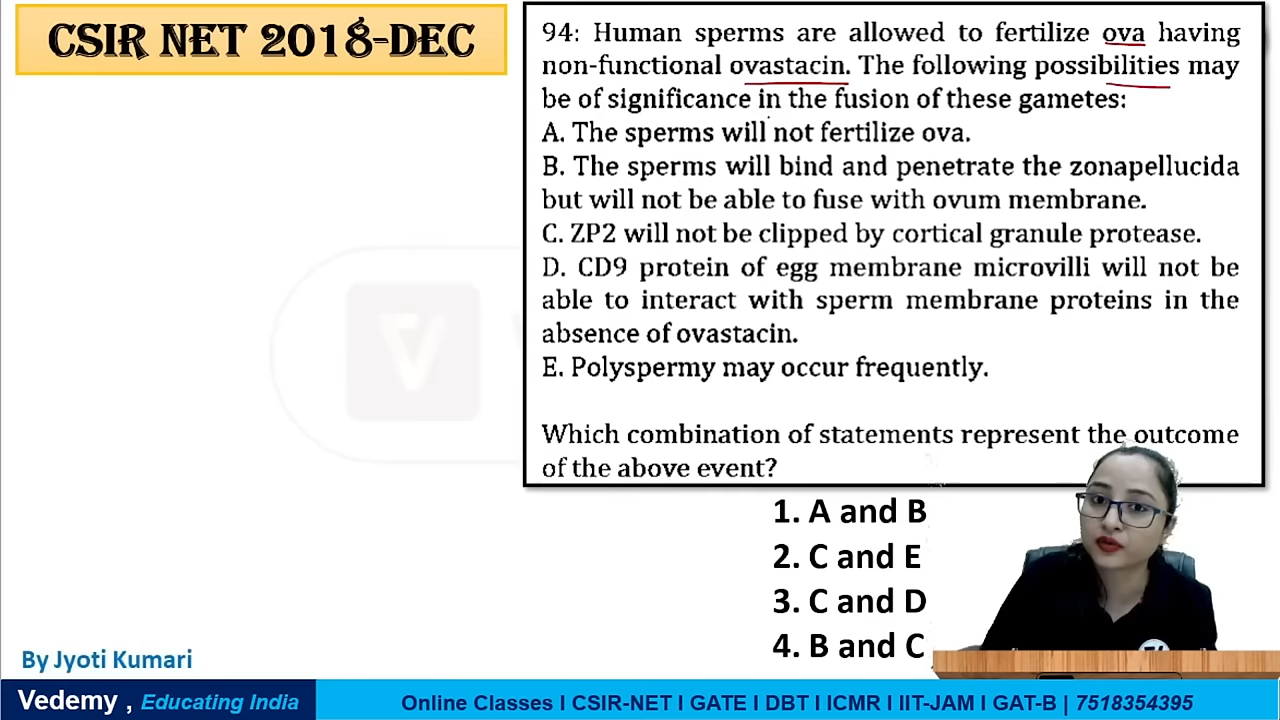 CSIR NET 2018-DEC
94: Human sperms are allowed to fertilize ova having
non-functional ovastacin. The following possibilities may
be of significance in the fusion of these gametes:
A. The sperms will not fertilize ova.
B. The sperms will bind and penetrate the zonapellucida
but will not be able to fuse with ovum membrane.
C. ZP2 will not be clipped by cortical granule protease.
D. CD9 protein of egg membrane microvilli will not be
able to interact with sperm membrane proteins in the
absence of ovastacin.
E. Polyspermy may occur frequently.
Which combination of statements represent the outcome
of the above event?
1. A and B
2. C and E
3. C and D
4. B and C
By Jyoti Kumari
Vedemy , Educating India
Online Classes I CSIR-NET I GATE I DBT I ICMR I IIT-JAM I GAT-B | 7518354395